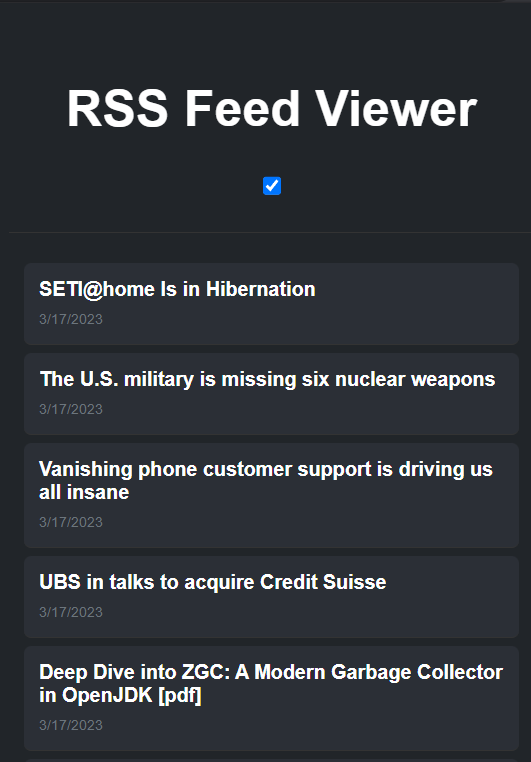 RSS Feed Viewer
SETI@home Is in Hibernation
3/17/2023
The U.S. military is missing six nuclear weapons
3/17/2023
Vanishing phone customer support is driving us
all insane
3/17/2023
UBS in talks to acquire Credit Suisse
3/17/2023
Deep Dive into ZGC: A Modern Garbage Collector
in OpenJDK [pdf]
3/17/2023